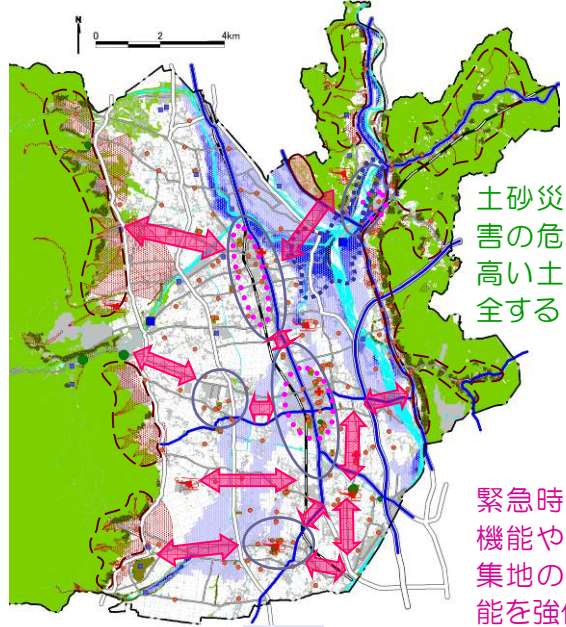 N
0 2 4km
土砂災
害の危
高い土
全する
緊急時
機能や
集地の
能を強化